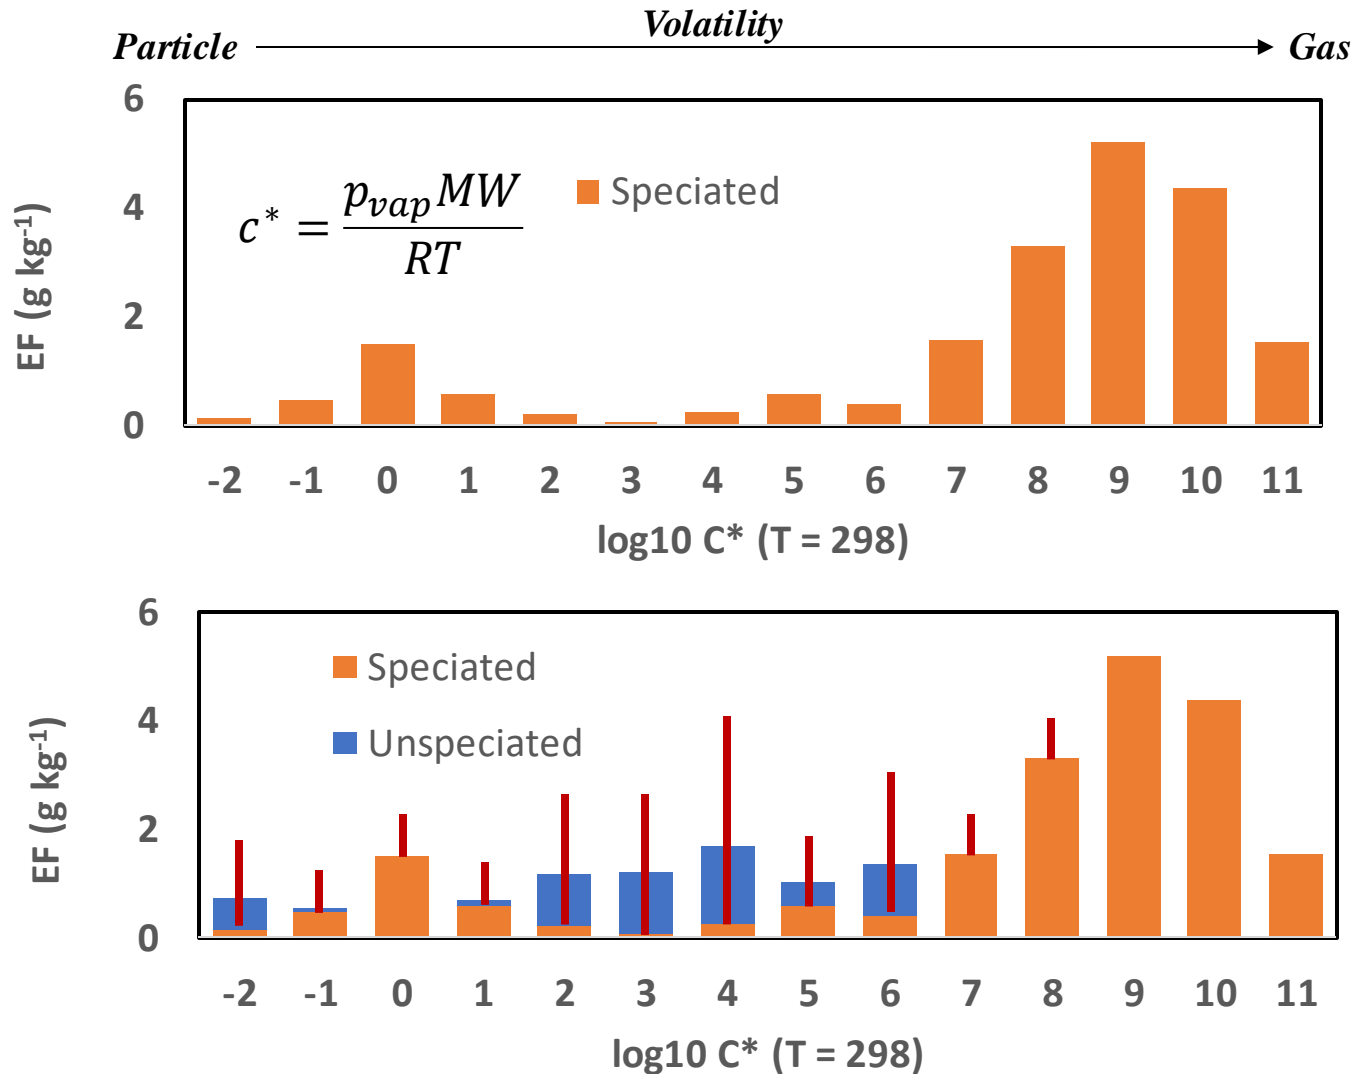 Volatility
Particle
Gas
6
4
2
0
EF (g kg-1)
c* = p_vap MW / RT
Speciated
-2 -1 0 1 2 3 4 5 6 7 8 9 10 11
log10 C* (T = 298)
6
4
2
0
EF (g kg-1)
Speciated
Unspeciated
-2 -1 0 1 2 3 4 5 6 7 8 9 10 11
log10 C* (T = 298)